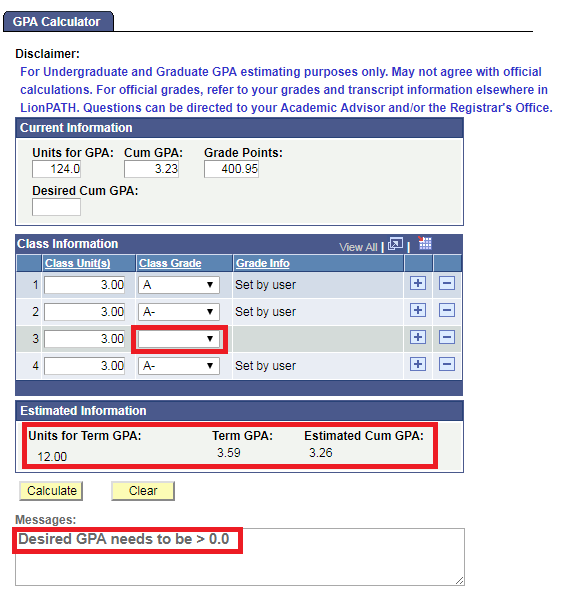 GPA Calculator
Disclaimer:
For Undergraduate and Graduate GPA estimating purposes only. May not agree with official
calculations. For official grades, refer to your grades and transcript information elsewhere in
LionPATH. Questions can be directed to your Academic Advisor and/or the Registrar's Office.
Current Information
Units for GPA: Cum GPA: Grade Points:
124.0 3.23 400.95
Desired Cum GPA:
Class Information View All | |
Class Unit(s) Class Grade Grade Info
1 3.00 A Set by user
2 3.00 A- Set by user
3 3.00
4 3.00 A- Set by user
Estimated Information
Units for Term GPA: Term GPA: Estimated Cum GPA:
12.00 3.59 3.26
Calculate Clear
Messages:
Desired GPA needs to be > 0.0